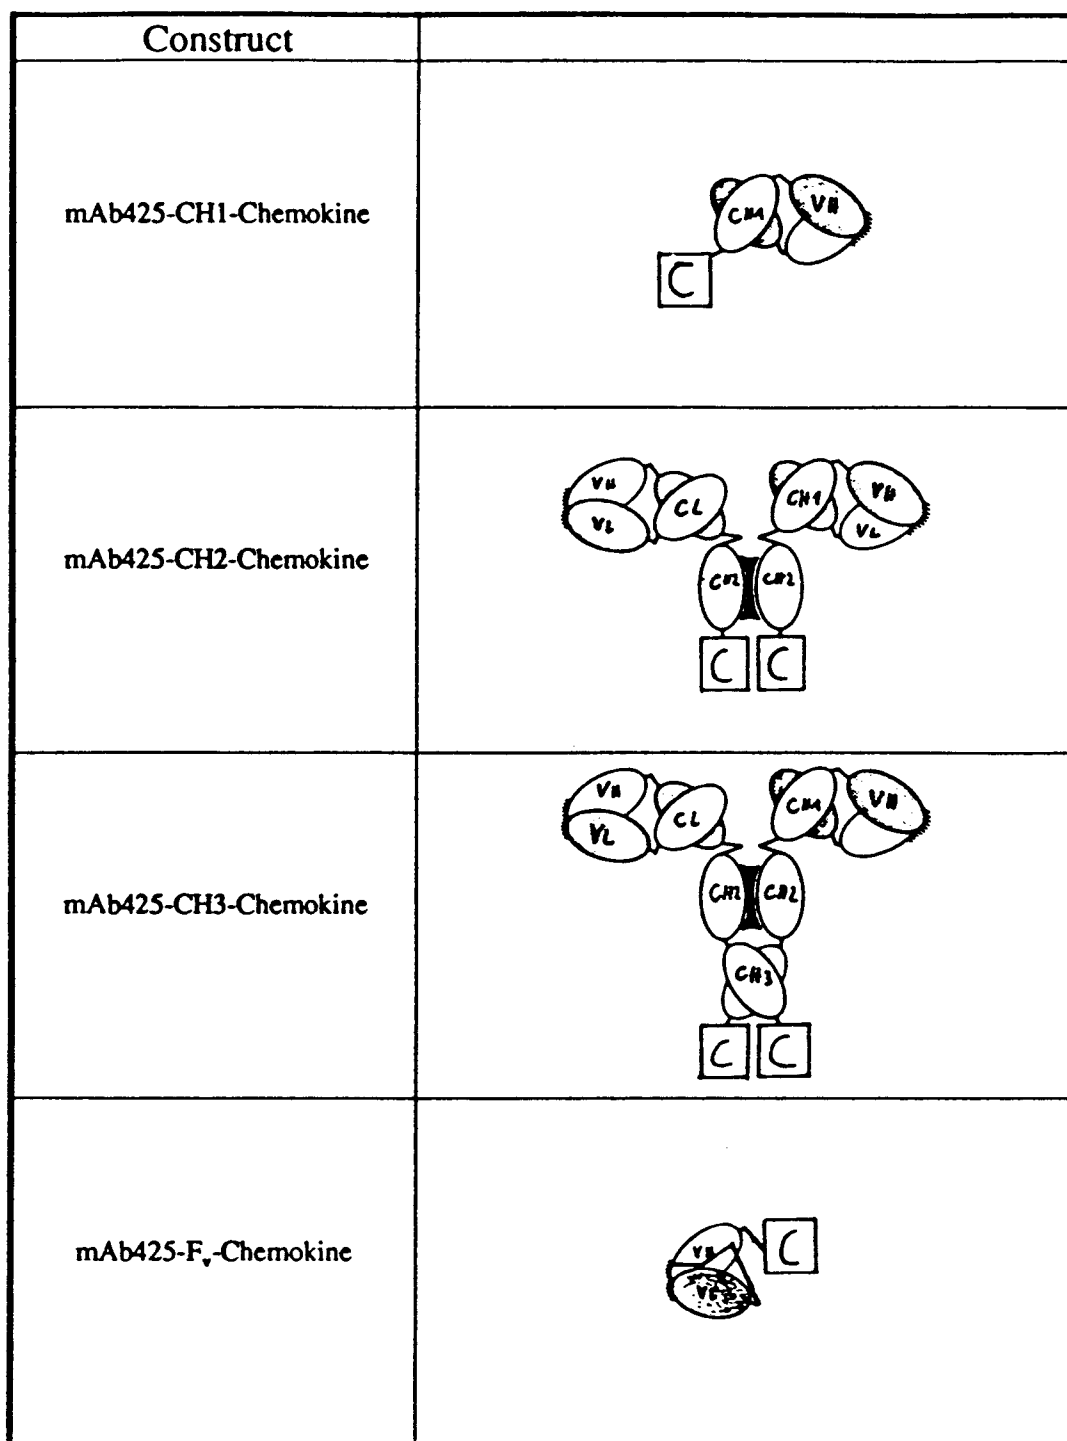 Construct
mAb425-CH1-Chemokine
CH1 VH
C
mAb425-CH2-Chemokine
VH CL CH1 VH
VL VL
CH2 CH2
C C
mAb425-CH3-Chemokine
VH CL CH1 VH
VL
CH2 CH2
CH3
C C
mAb425-Fv-Chemokine
VH C